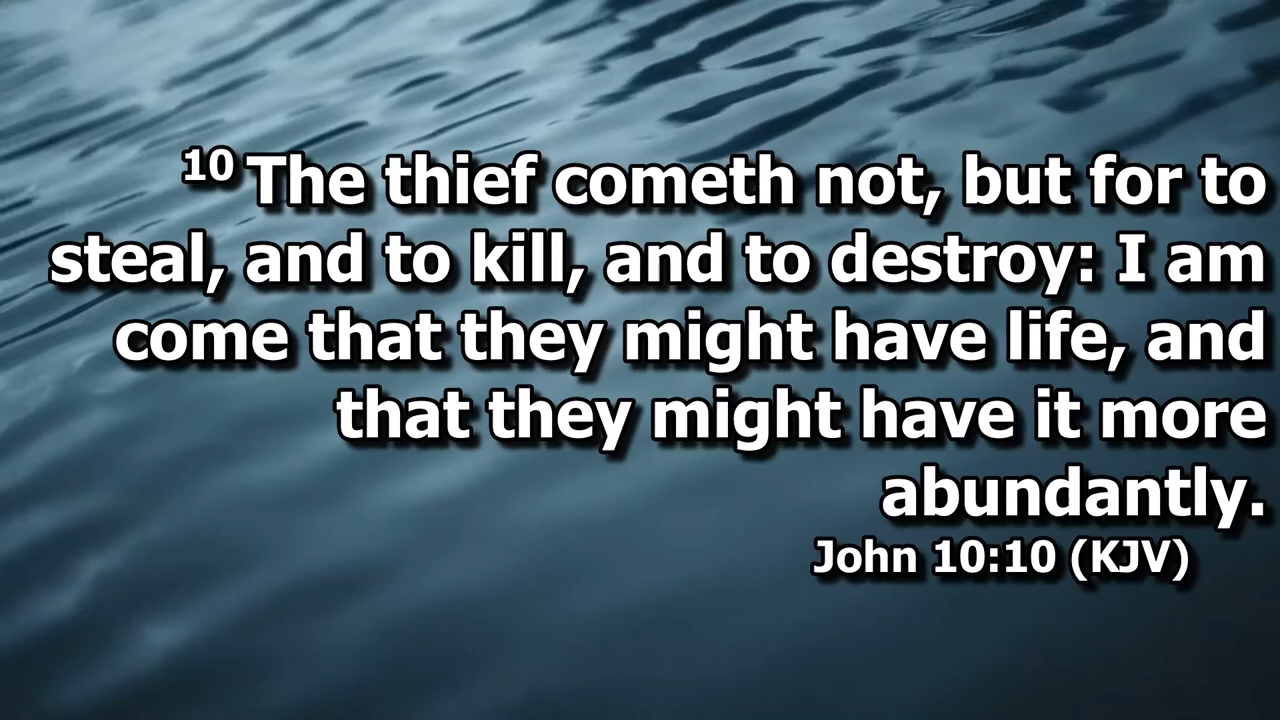 10 The thief cometh not, but for to
steal, and to kill, and to destroy: I am
come that they might have life, and
that they might have it more
abundantly.
John 10:10 (KJV)